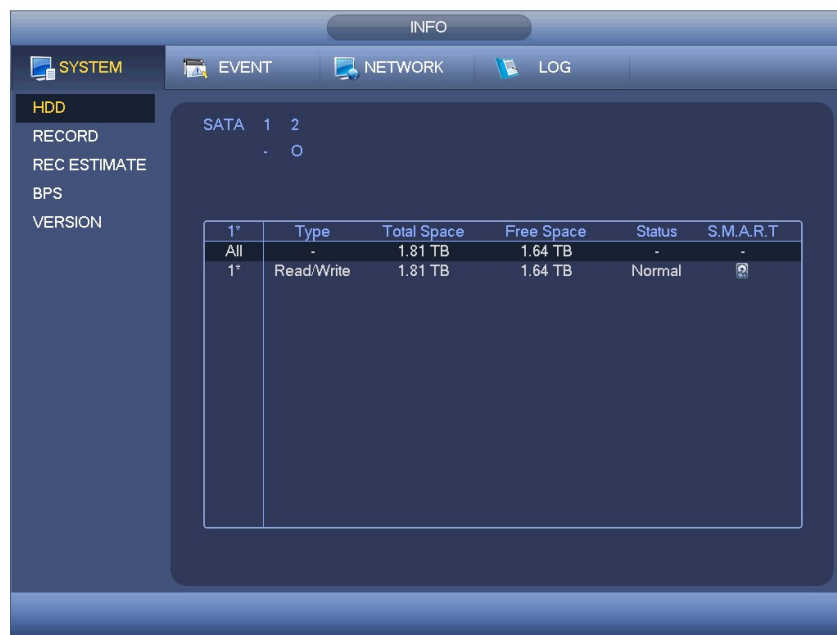 INFO
SYSTEM EVENT NETWORK LOG
HDD
RECORD
REC ESTIMATE
BPS
VERSION
SATA 1 2
- O
1* Type Total Space Free Space Status S.M.A.R.T
All - 1.81 TB 1.64 TB - -
1* Read/Write 1.81 TB 1.64 TB Normal